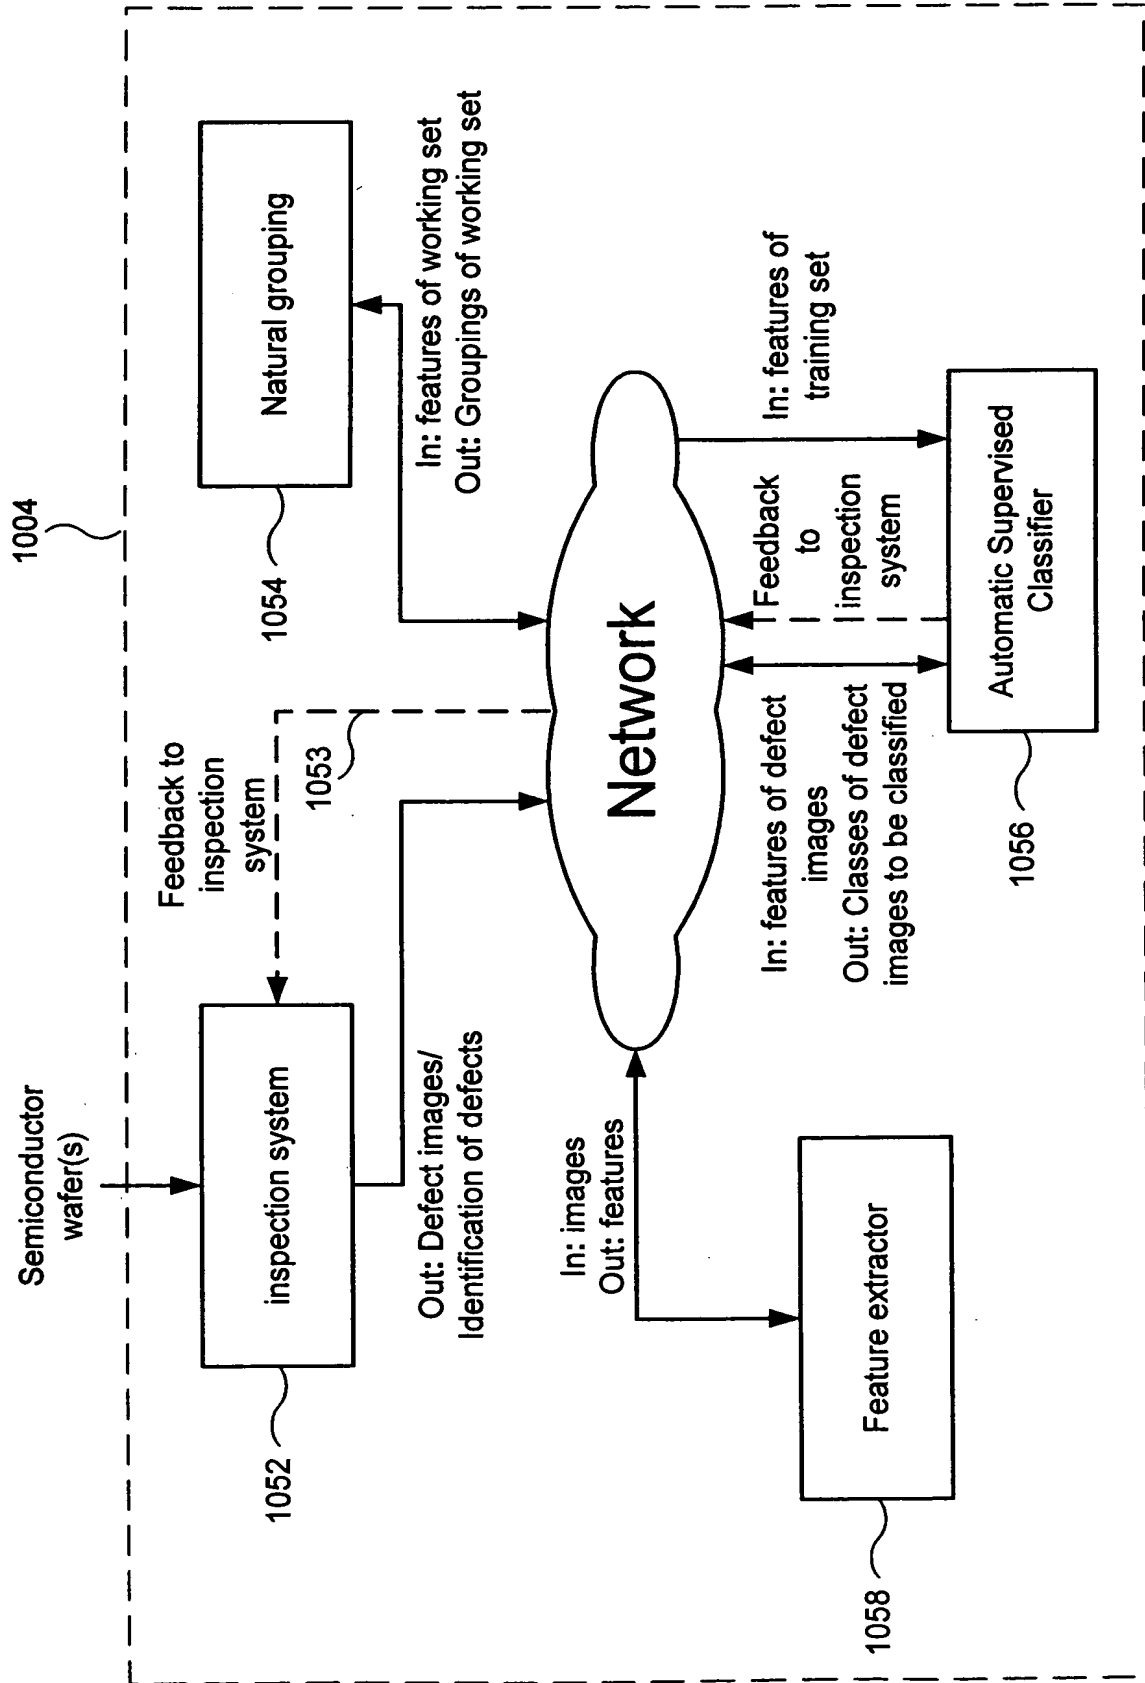 1004
Semiconductor
wafer(s)
inspection system
1052
Feedback to
inspection
system
1053
Out: Defect images/
Identification of defects
Natural grouping
1054
In: features of working set
Out: Groupings of working set
Network
In: images
Out: features
Feature extractor
1058
In: features of defect
images
Out: Classes of defect
images to be classified
Feedback
to
inspection
system
In: features of
training set
Automatic Supervised
Classifier
1056